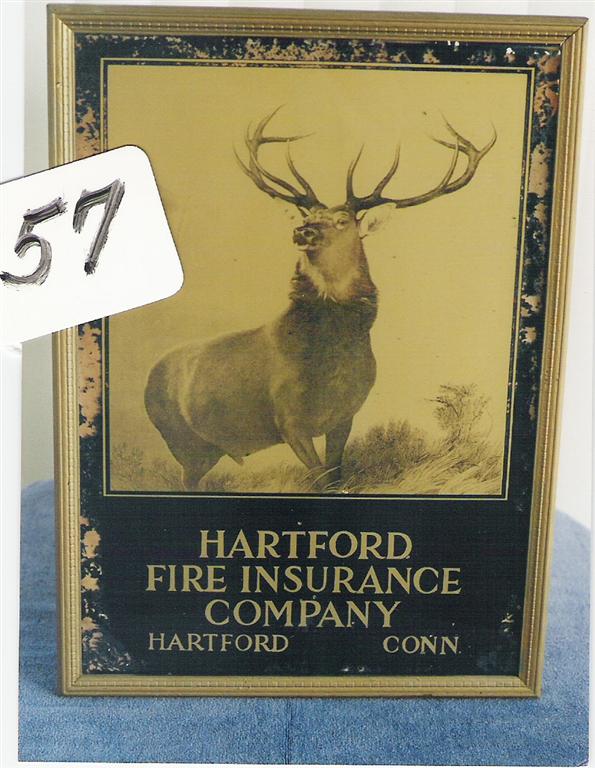 57
HARTFORD
FIRE INSURANCE
COMPANY
HARTFORD CONN.